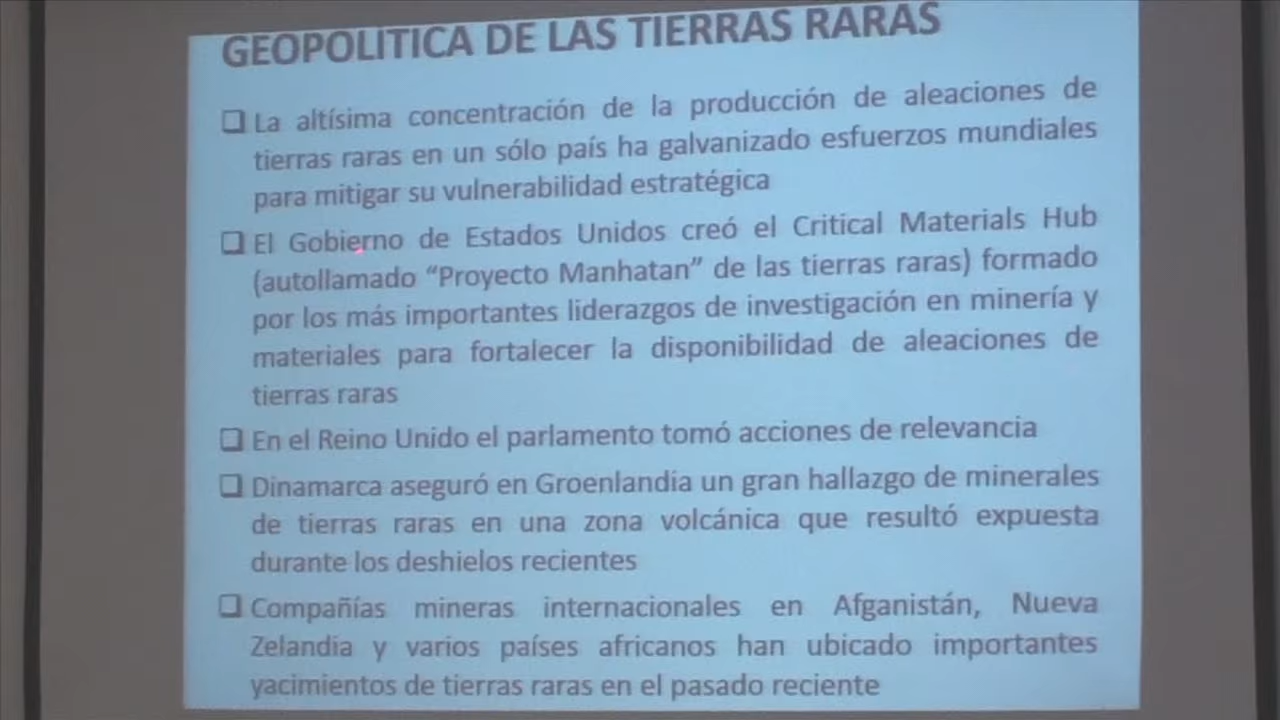 GEOPOLÍTICA DE LAS TIERRAS RARAS
❑ La altísima concentración de la producción de aleaciones de
tierras raras en un sólo país ha galvanizado esfuerzos mundiales
para mitigar su vulnerabilidad estratégica
❑ El Gobierno de Estados Unidos creó el Critical Materials Hub
(autollamado “Proyecto Manhatan” de las tierras raras) formado
por los más importantes liderazgos de investigación en minería y
materiales para fortalecer la disponibilidad de aleaciones de
tierras raras
❑ En el Reino Unido el parlamento tomó acciones de relevancia
❑ Dinamarca aseguró en Groenlandia un gran hallazgo de minerales
de tierras raras en una zona volcánica que resultó expuesta
durante los deshielos recientes
❑ Compañías mineras internacionales en Afganistán, Nueva
Zelandia y varios países africanos han ubicado importantes
yacimientos de tierras raras en el pasado reciente